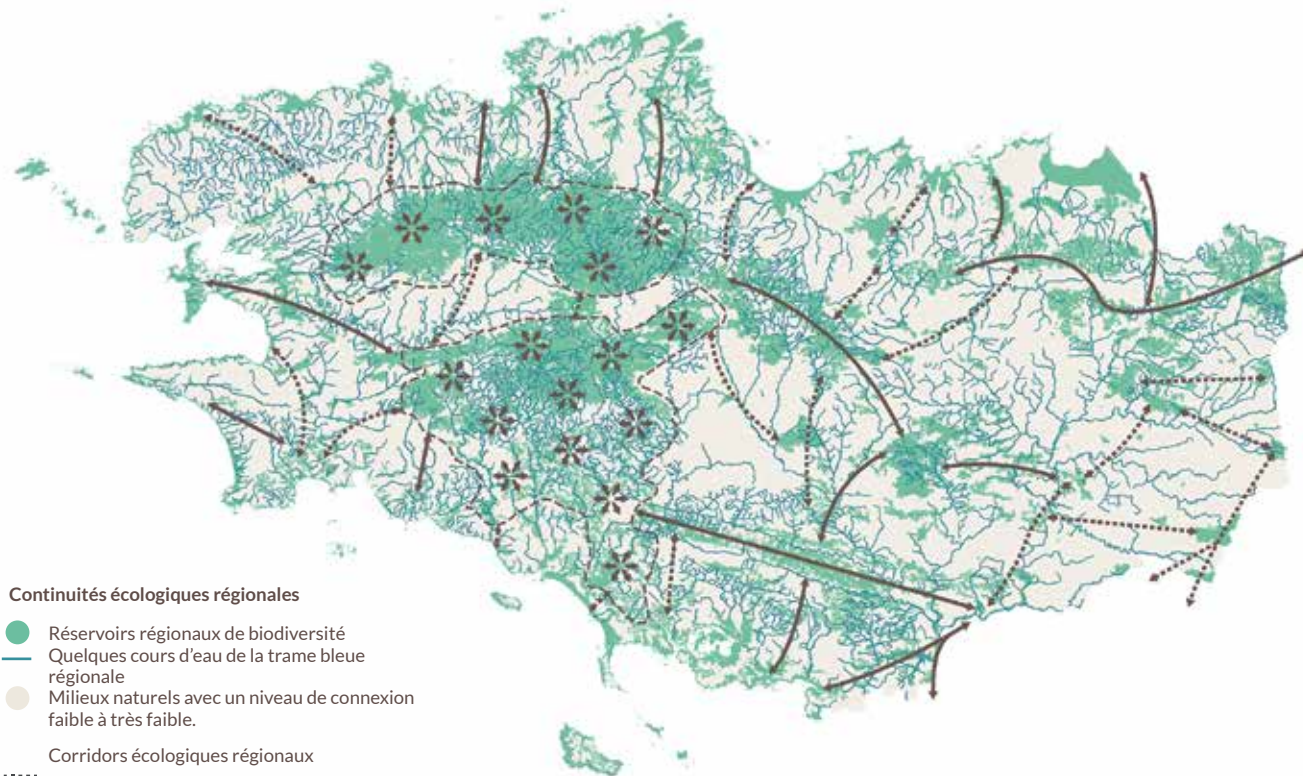 Continuités écologiques régionales
Réservoirs régionaux de biodiversité
Quelques cours d'eau de la trame bleue
régionale
Milieux naturels avec un niveau de connexion
faible à très faible.
Corridors écologiques régionaux